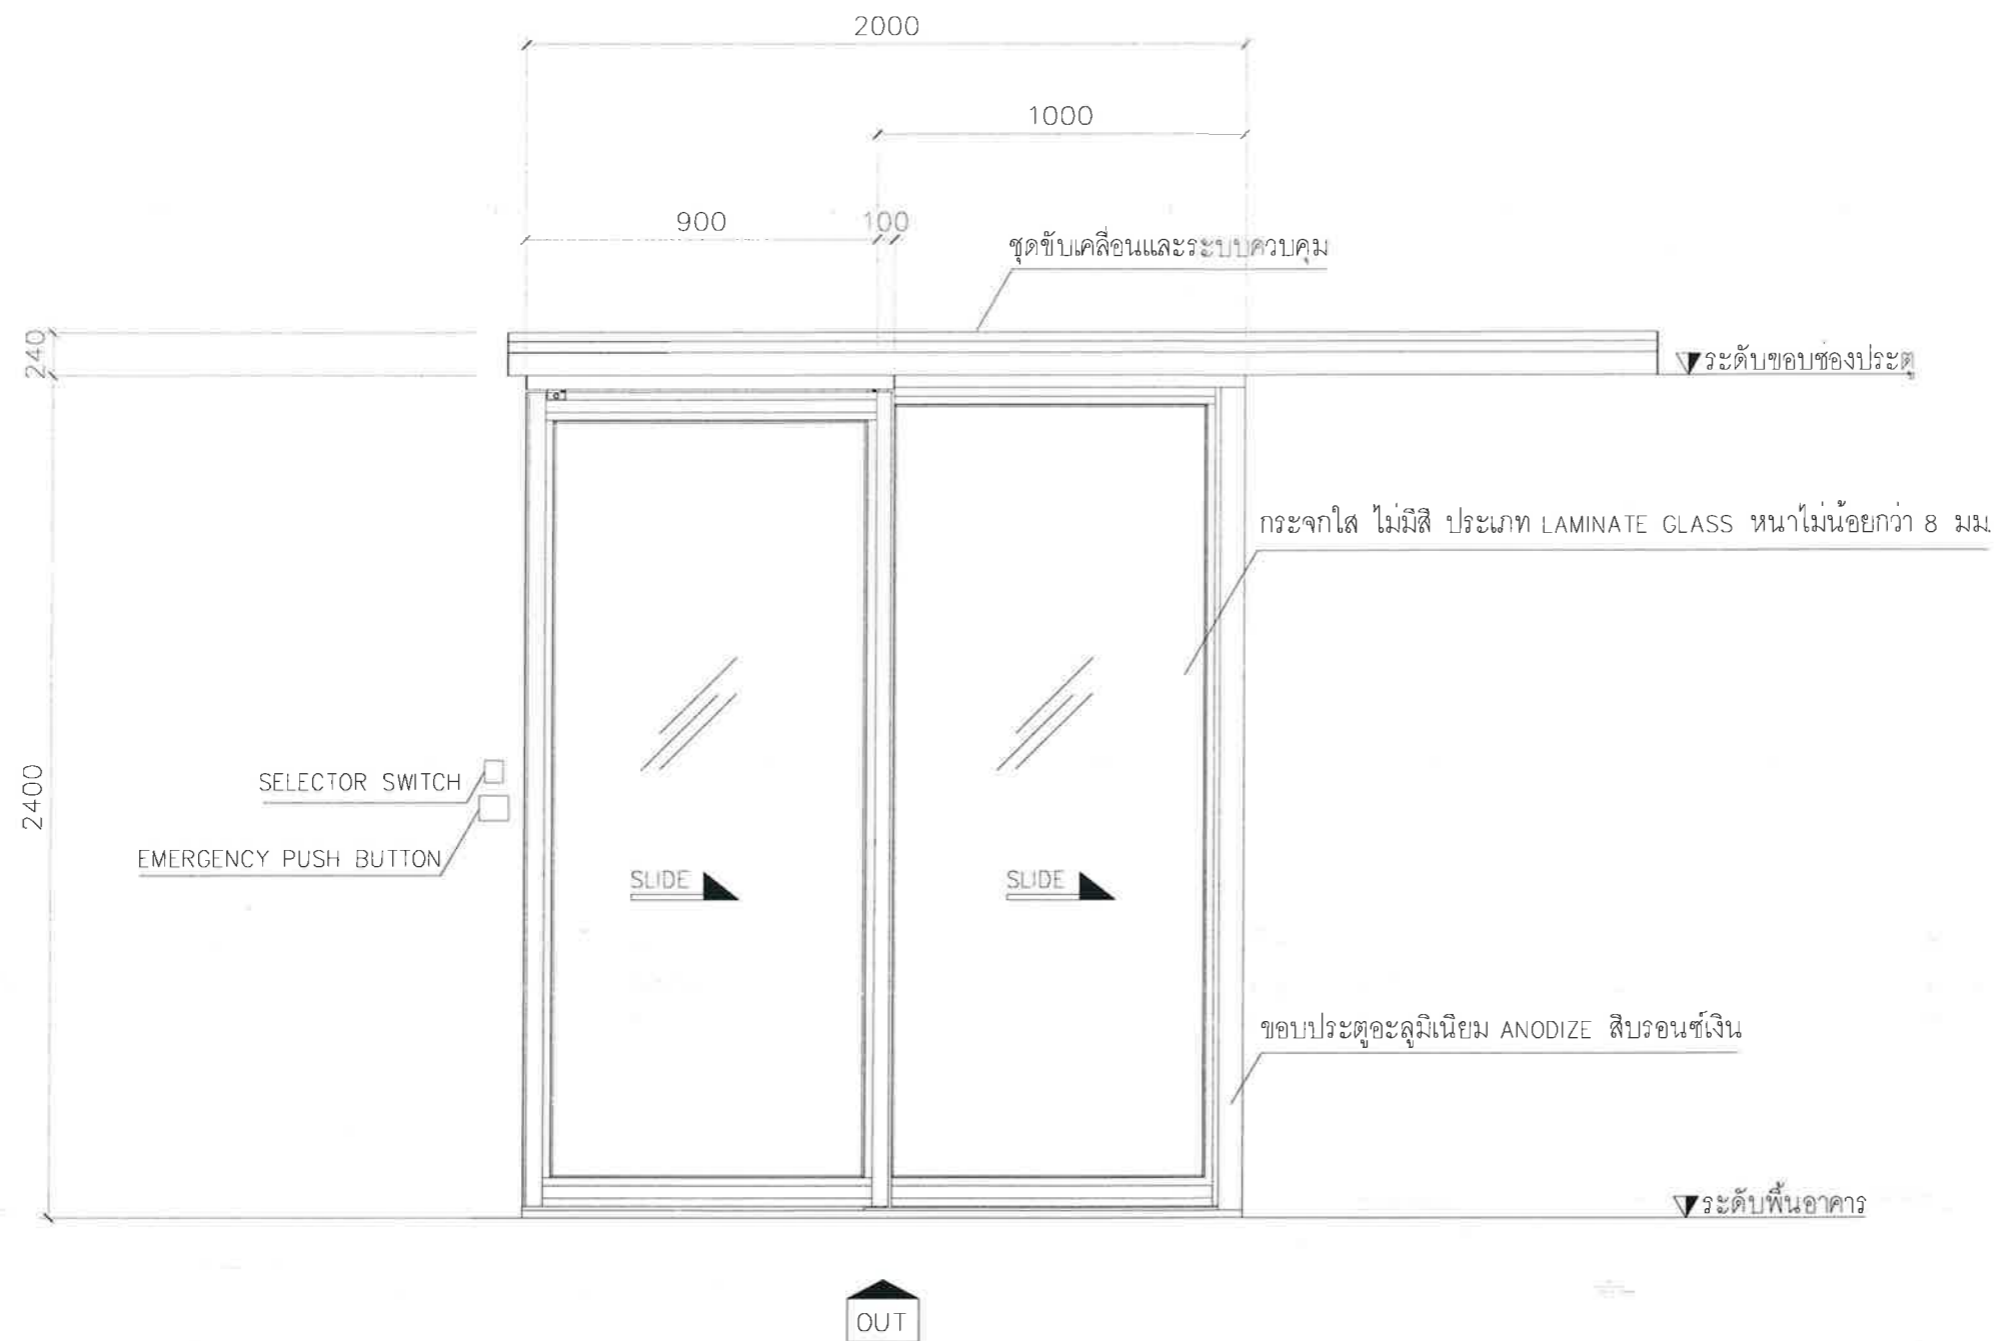 2000
1000
900
100
ชุดขับเคลื่อนและระบบควบคุม
240
ระดับขอบช่องประตู
กระจกใส ไม่มีสี ประเภท LAMINATE GLASS หนาไม่น้อยกว่า 8 มม.
2400
SELECTOR SWITCH
EMERGENCY PUSH BUTTON
SLIDE
SLIDE
ขอบประตูอะลูมิเนียม ANODIZE สีบรอนซ์เงิน
ระดับพื้นอาคาร
OUT